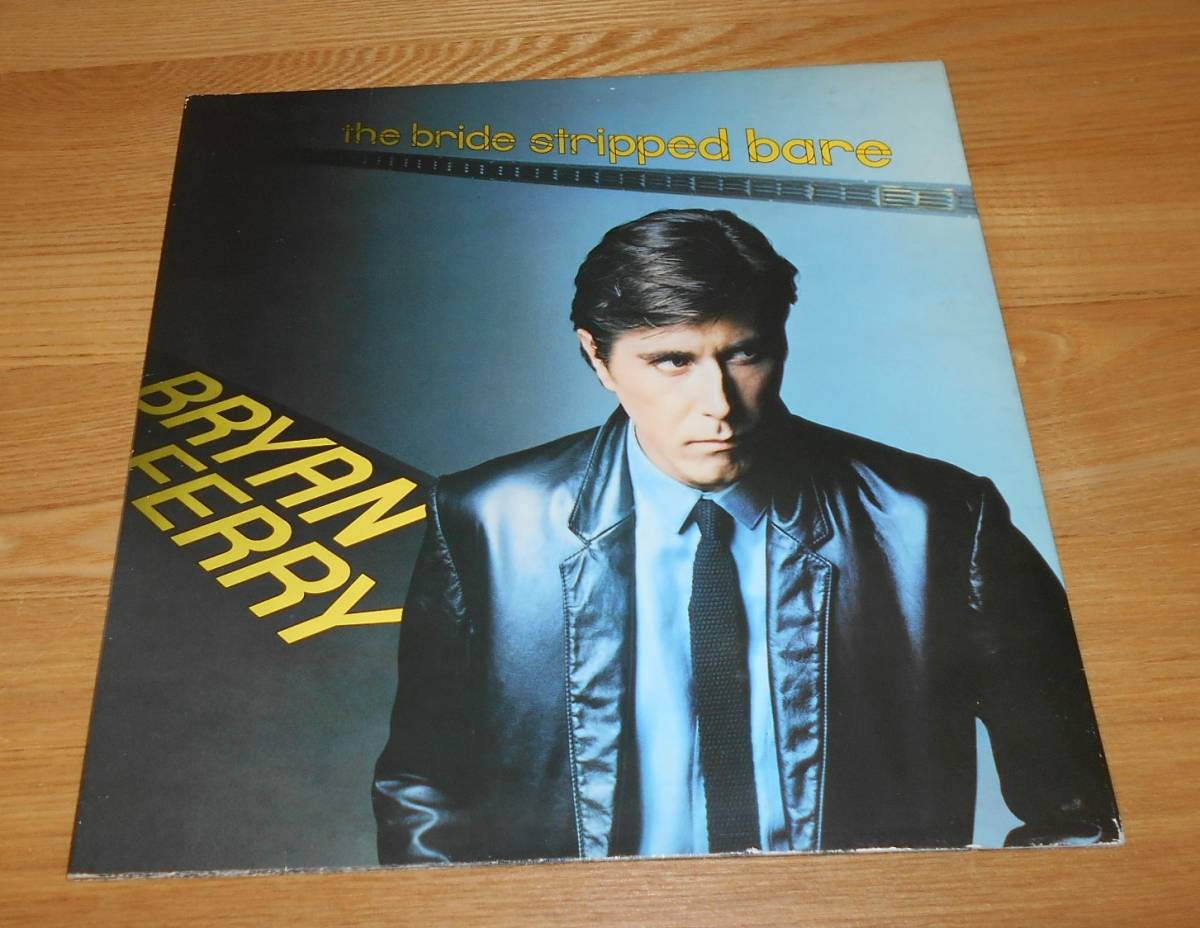 the bride stripped bare
BRYAN
FERRY